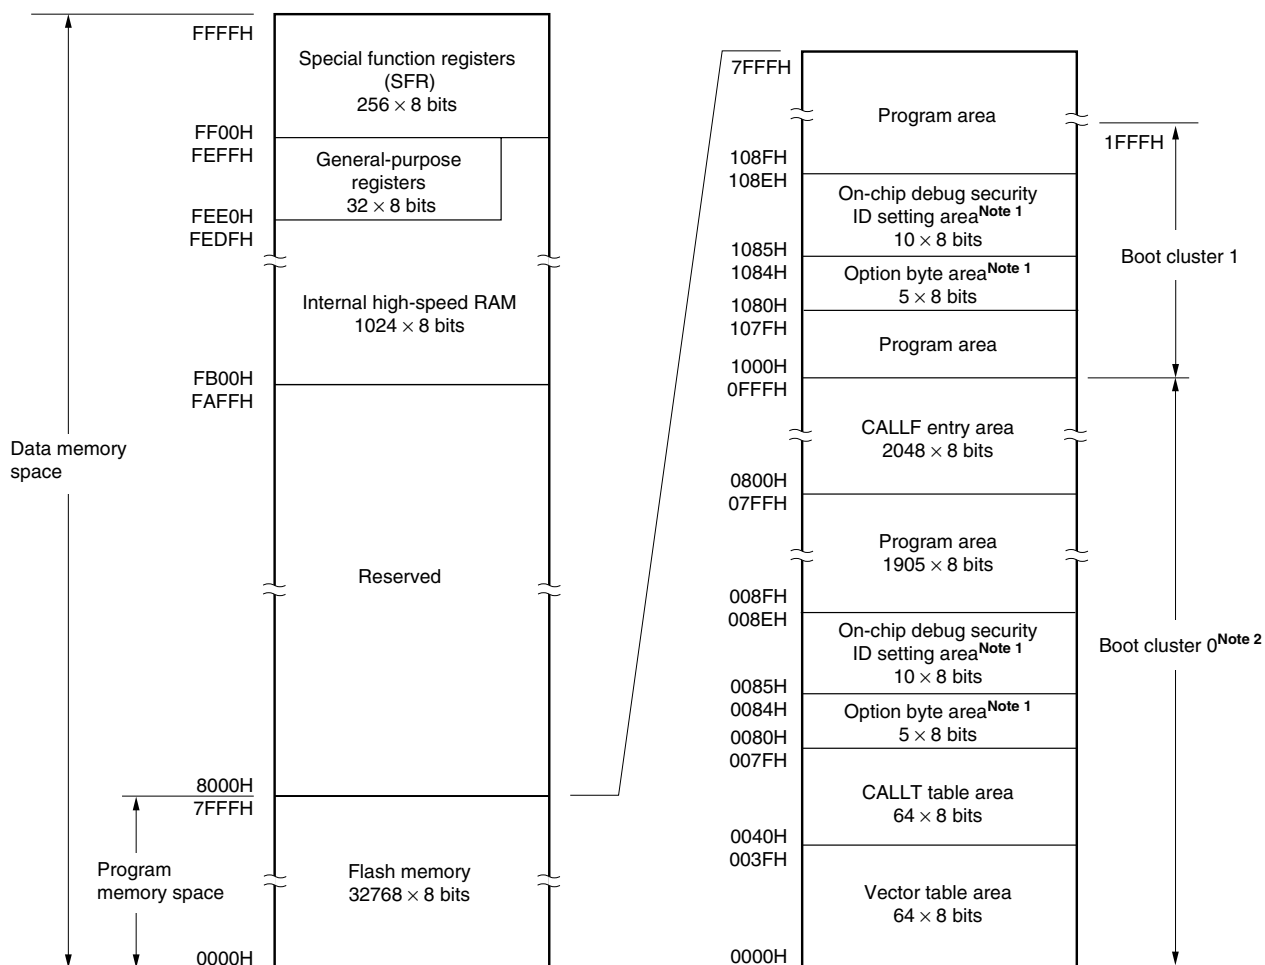 FFFFH
Special function registers
(SFR)
256 × 8 bits
FF00H
FEFFH
General-purpose
registers
32 × 8 bits
FEE0H
FEDFH
Internal high-speed RAM
1024 × 8 bits
FB00H
FAFFH
Data memory
space
Reserved
8000H
7FFFH
Program
memory space
Flash memory
32768 × 8 bits
0000H
7FFFH
Program area
1FFFH
108FH
108EH
On-chip debug security
ID setting areaNote 1
10 × 8 bits
1085H
1084H
Option byte areaNote 1
5 × 8 bits
1080H
107FH
Boot cluster 1
Program area
1000H
0FFFH
CALLF entry area
2048 × 8 bits
0800H
07FFH
Program area
1905 × 8 bits
008FH
008EH
On-chip debug security
ID setting areaNote 1
10 × 8 bits
Boot cluster 0Note 2
0085H
0084H
Option byte areaNote 1
5 × 8 bits
0080H
007FH
CALLT table area
64 × 8 bits
0040H
003FH
Vector table area
64 × 8 bits
0000H